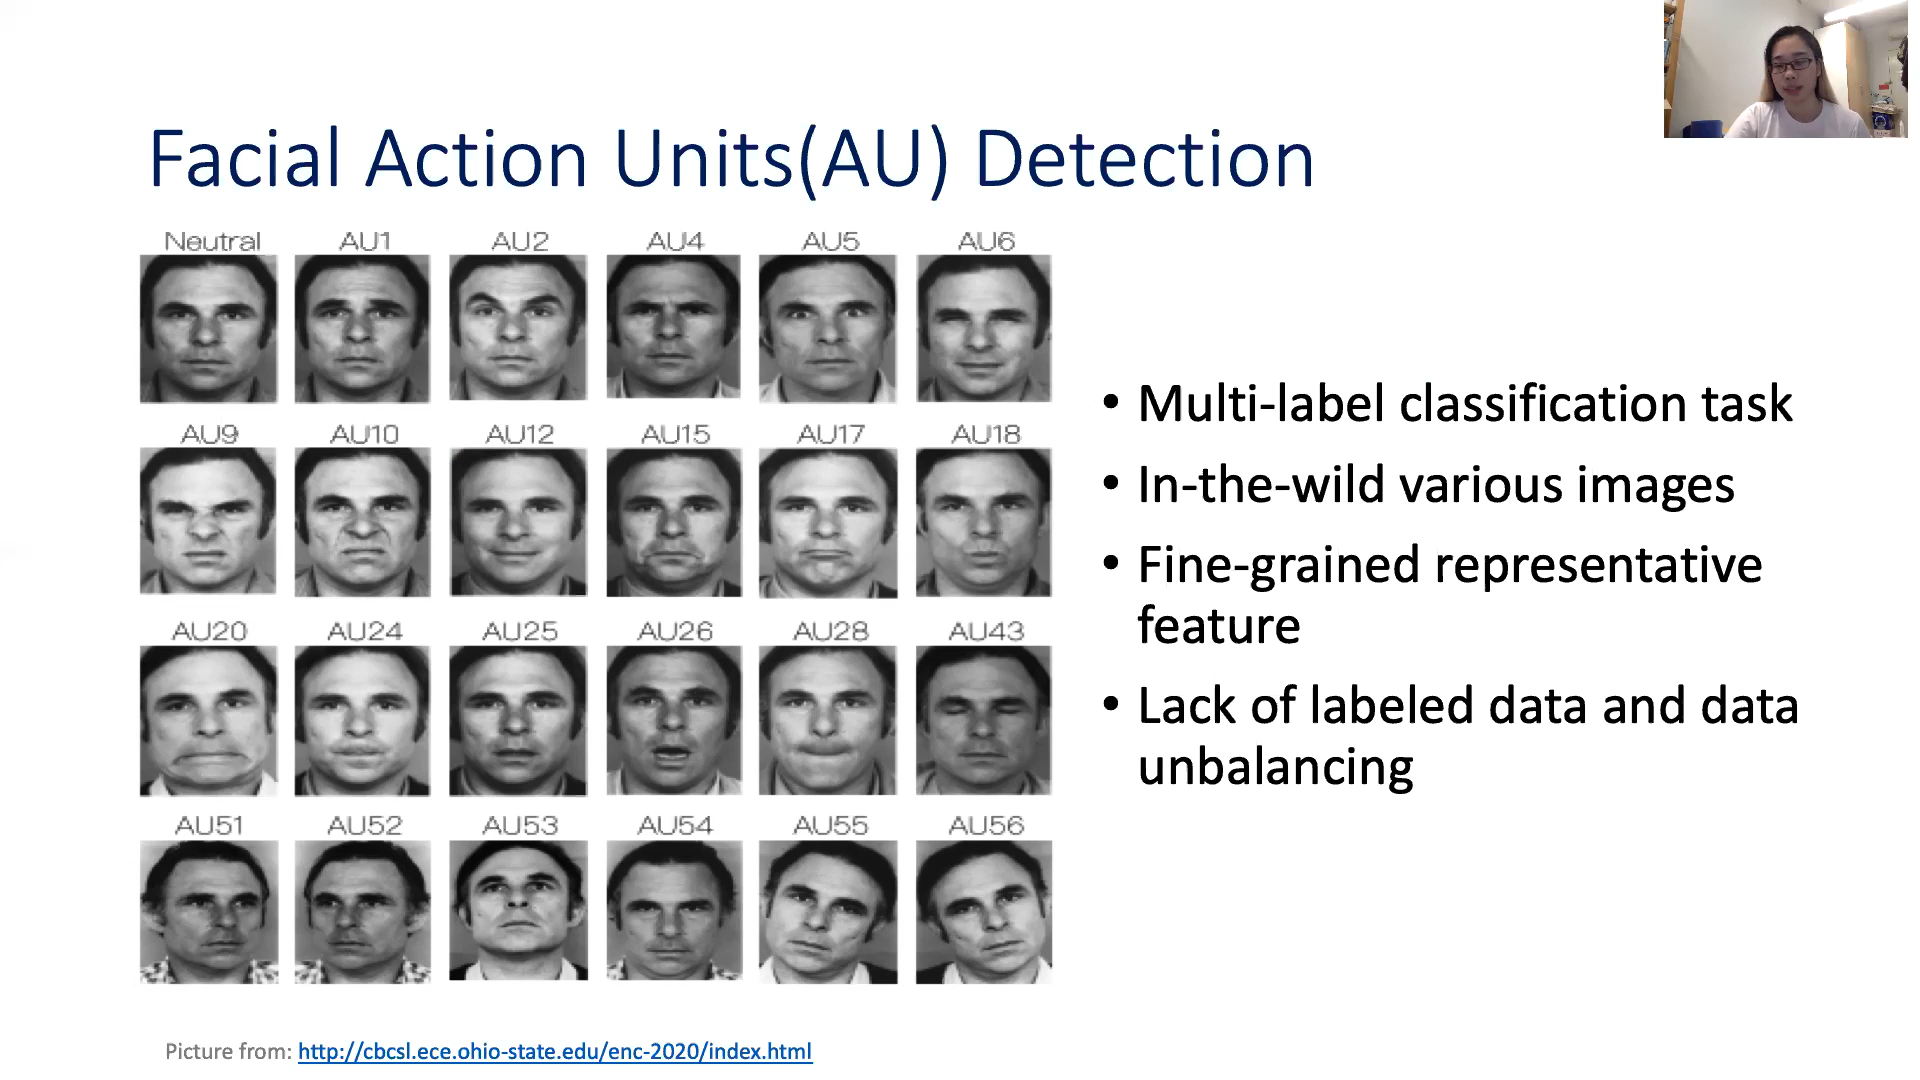 Facial Action Units(AU) Detection
Neutral AU1 AU2 AU4 AU5 AU6
AU9 AU10 AU12 AU15 AU17 AU18
AU20 AU24 AU25 AU26 AU28 AU43
AU51 AU52 AU53 AU54 AU55 AU56
• Multi-label classification task
• In-the-wild various images
• Fine-grained representative
feature
• Lack of labeled data and data
unbalancing
Picture from: http://cbcsl.ece.ohio-state.edu/enc-2020/index.html